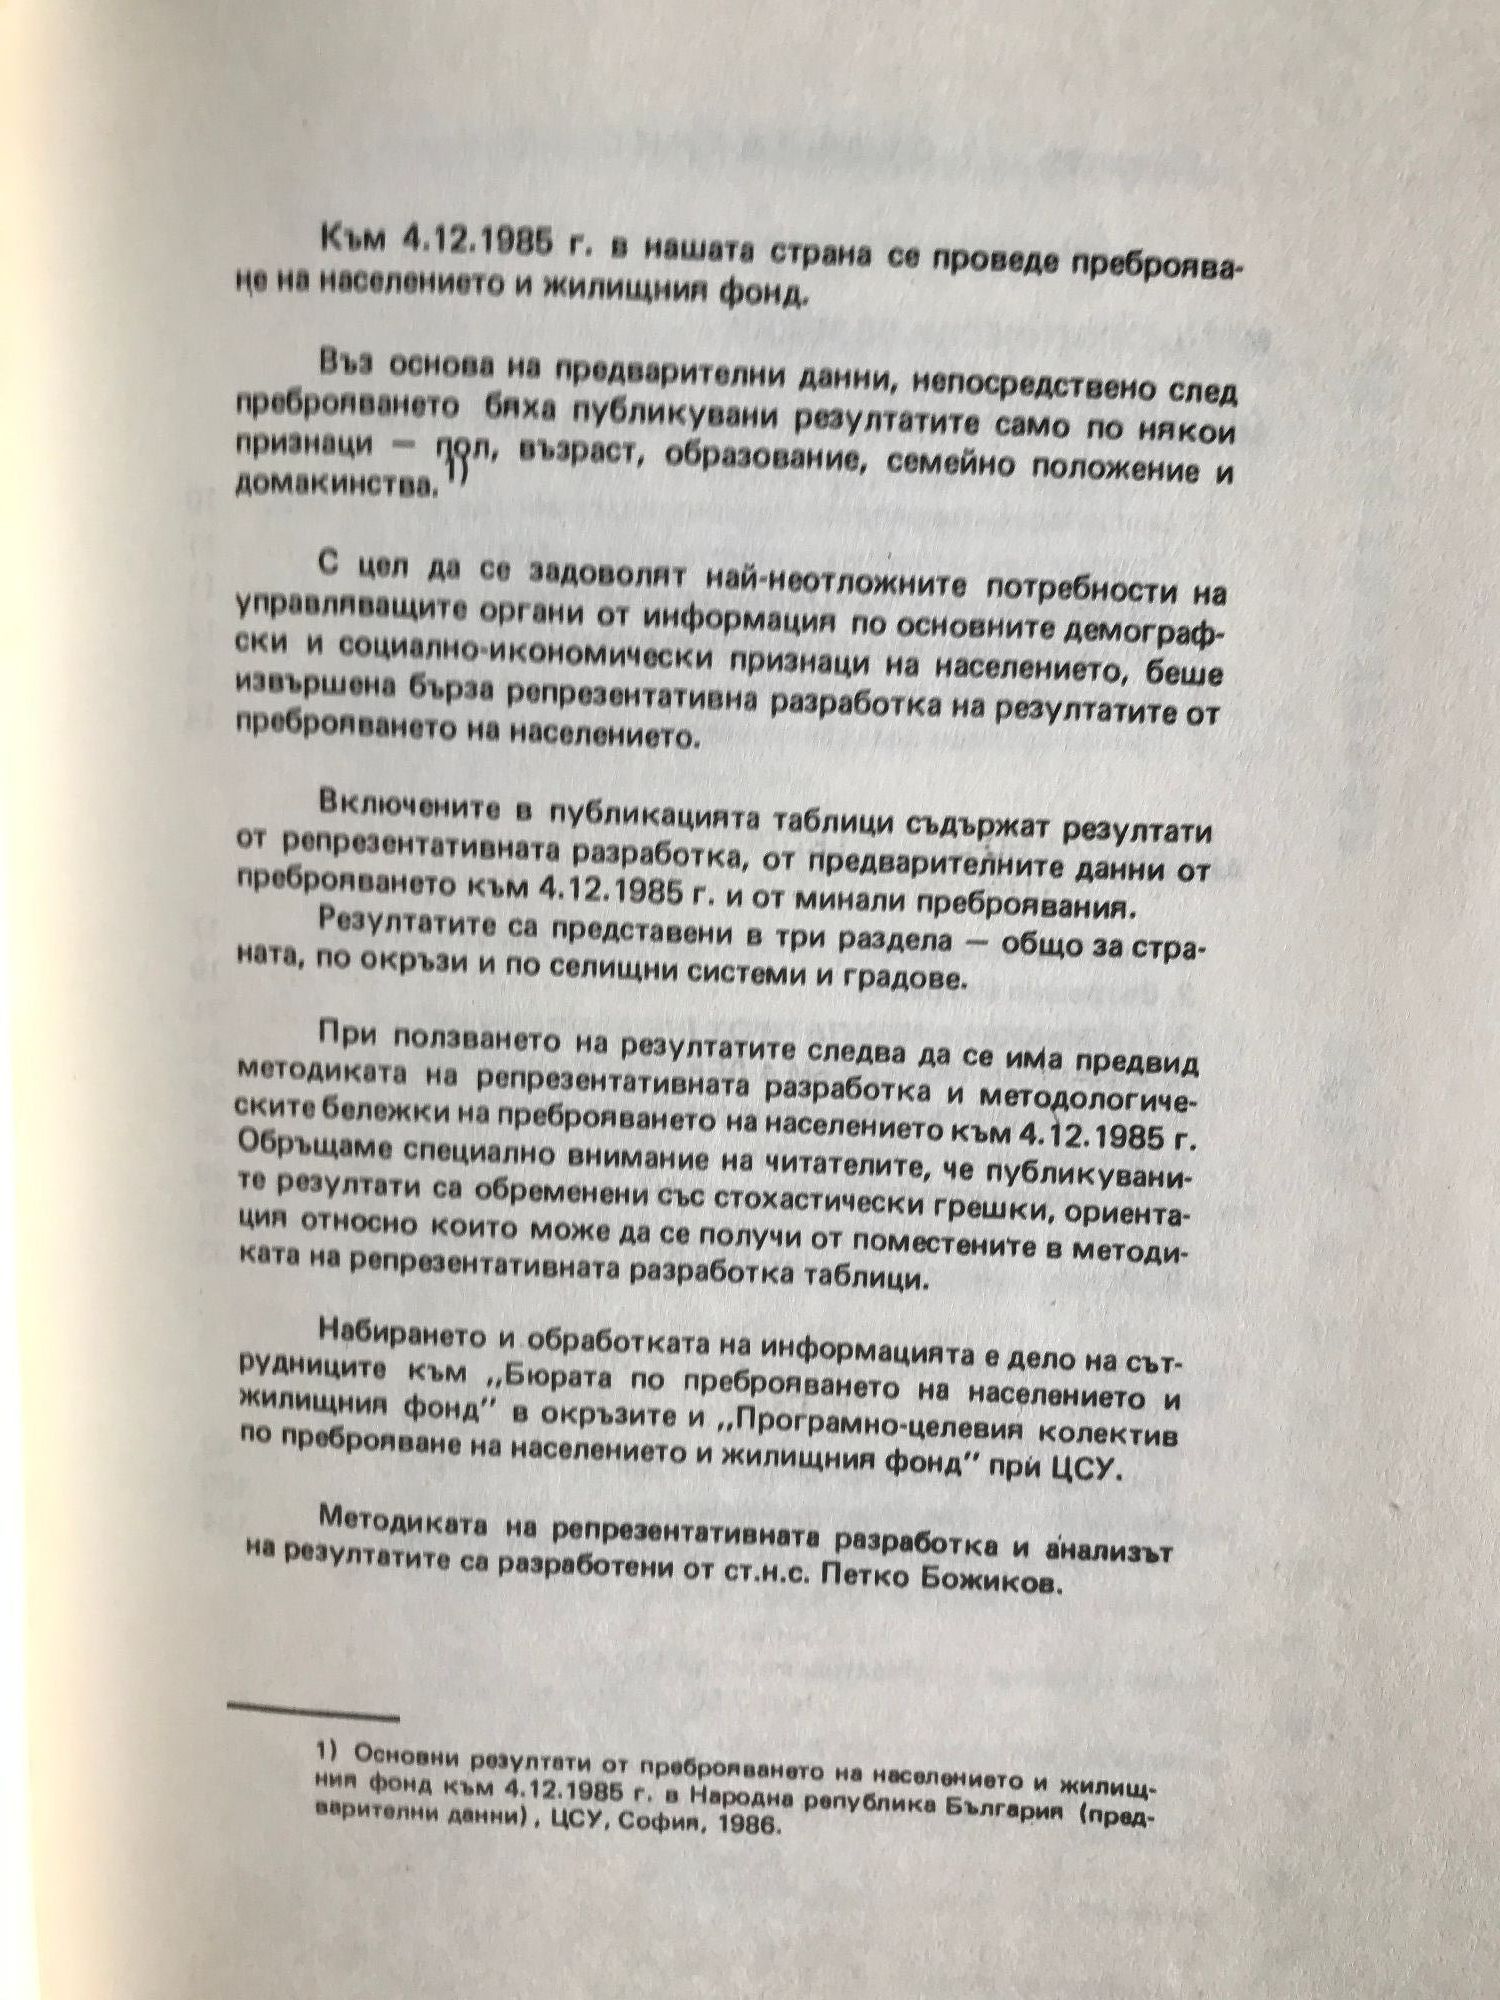 Към 4.12.1985 г. в нашата страна се проведе преброява-
не на населението и жилищния фонд.
Въз основа на предварителни данни, непосредствено след
преброяването бяха публикувани резултатите само по някои
признаци — пол, възраст, образование, семейно положение и
домакинства.1)
С цел да се задоволят най-неотложните потребности на
управляващите органи от информация по основните демограф-
ски и социално-икономически признаци на населението, беше
извършена бърза репрезентативна разработка на резултатите от
преброяването на населението.
Включените в публикацията таблици съдържат резултати
от репрезентативната разработка, от предварителните данни от
преброяването към 4.12.1985 г. и от минали преброявания.
Резултатите са представени в три раздела — общо за стра-
ната, по окръзи и по селищни системи и градове.
При ползването на резултатите следва да се има предвид
методиката на репрезентативната разработка и методологиче-
ските бележки на преброяването на населението към 4.12.1985 г.
Обръщаме специално внимание на читателите, че публикувани-
те резултати са обременени със стохастически грешки, ориента-
ция относно които може да се получи от поместените в методи-
ката на репрезентативната разработка таблици.
Набирането и обработката на информацията е дело на сът-
рудниците към „Бюрата по преброяването на населението и
жилищния фонд” в окръзите и „Програмно-целевия колектив
по преброяване на населението и жилищния фонд” при ЦСУ.
Методиката на репрезентативната разработка и анализът
на резултатите са разработени от ст.н.с. Петко Божиков.
1) Основни резултати от преброяването на населението и жилищ-
ния фонд към 4.12.1985 г. в Народна република България (пред-
варителни данни), ЦСУ, София, 1986.